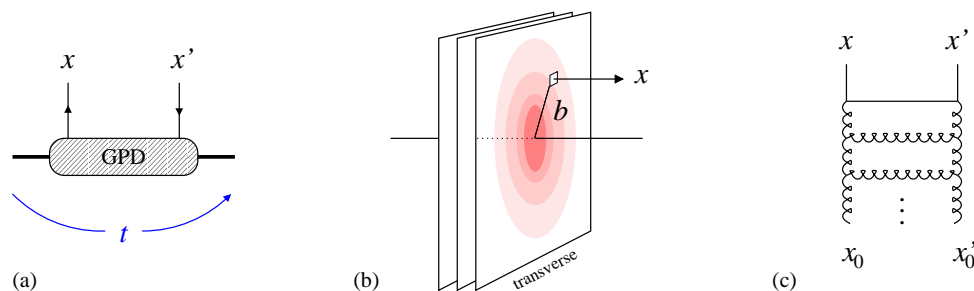 x x'
GPD
t
(a)
x
b
transverse
(b)
x x'
x₀ x₀'
(c)